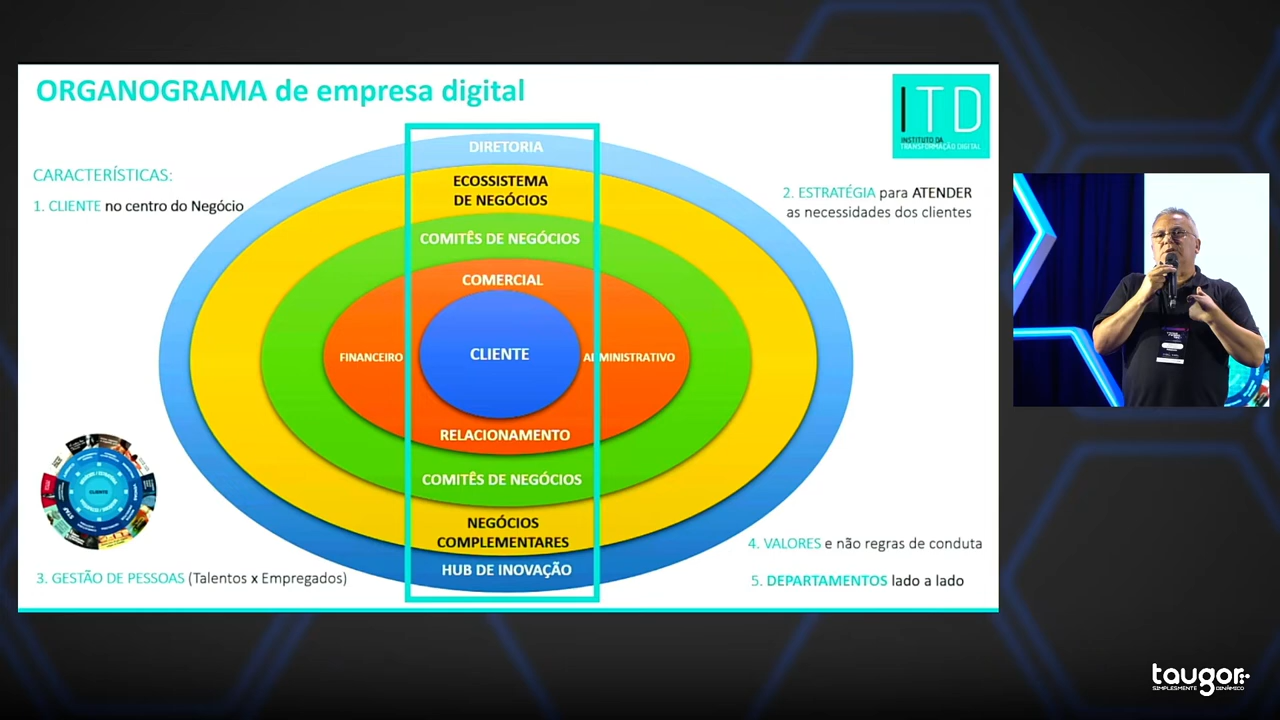 ORGANOGRAMA de empresa digital
ITD
INSTITUTO DA
TRANSFORMAÇÃO DIGITAL
CARACTERÍSTICAS:
1. CLIENTE no centro do Negócio
2. ESTRATÉGIA para ATENDER
as necessidades dos clientes
DIRETORIA
ECOSSISTEMA
DE NEGÓCIOS
COMITÊS DE NEGÓCIOS
COMERCIAL
FINANCEIRO
CLIENTE
ADMINISTRATIVO
RELACIONAMENTO
COMITÊS DE NEGÓCIOS
NEGÓCIOS
COMPLEMENTARES
HUB DE INOVAÇÃO
CLIENTE
3. GESTÃO DE PESSOAS (Talentos x Empregados)
4. VALORES e não regras de conduta
5. DEPARTAMENTOS lado a lado
taugor
SIMPLESMENTE DINÂMICO